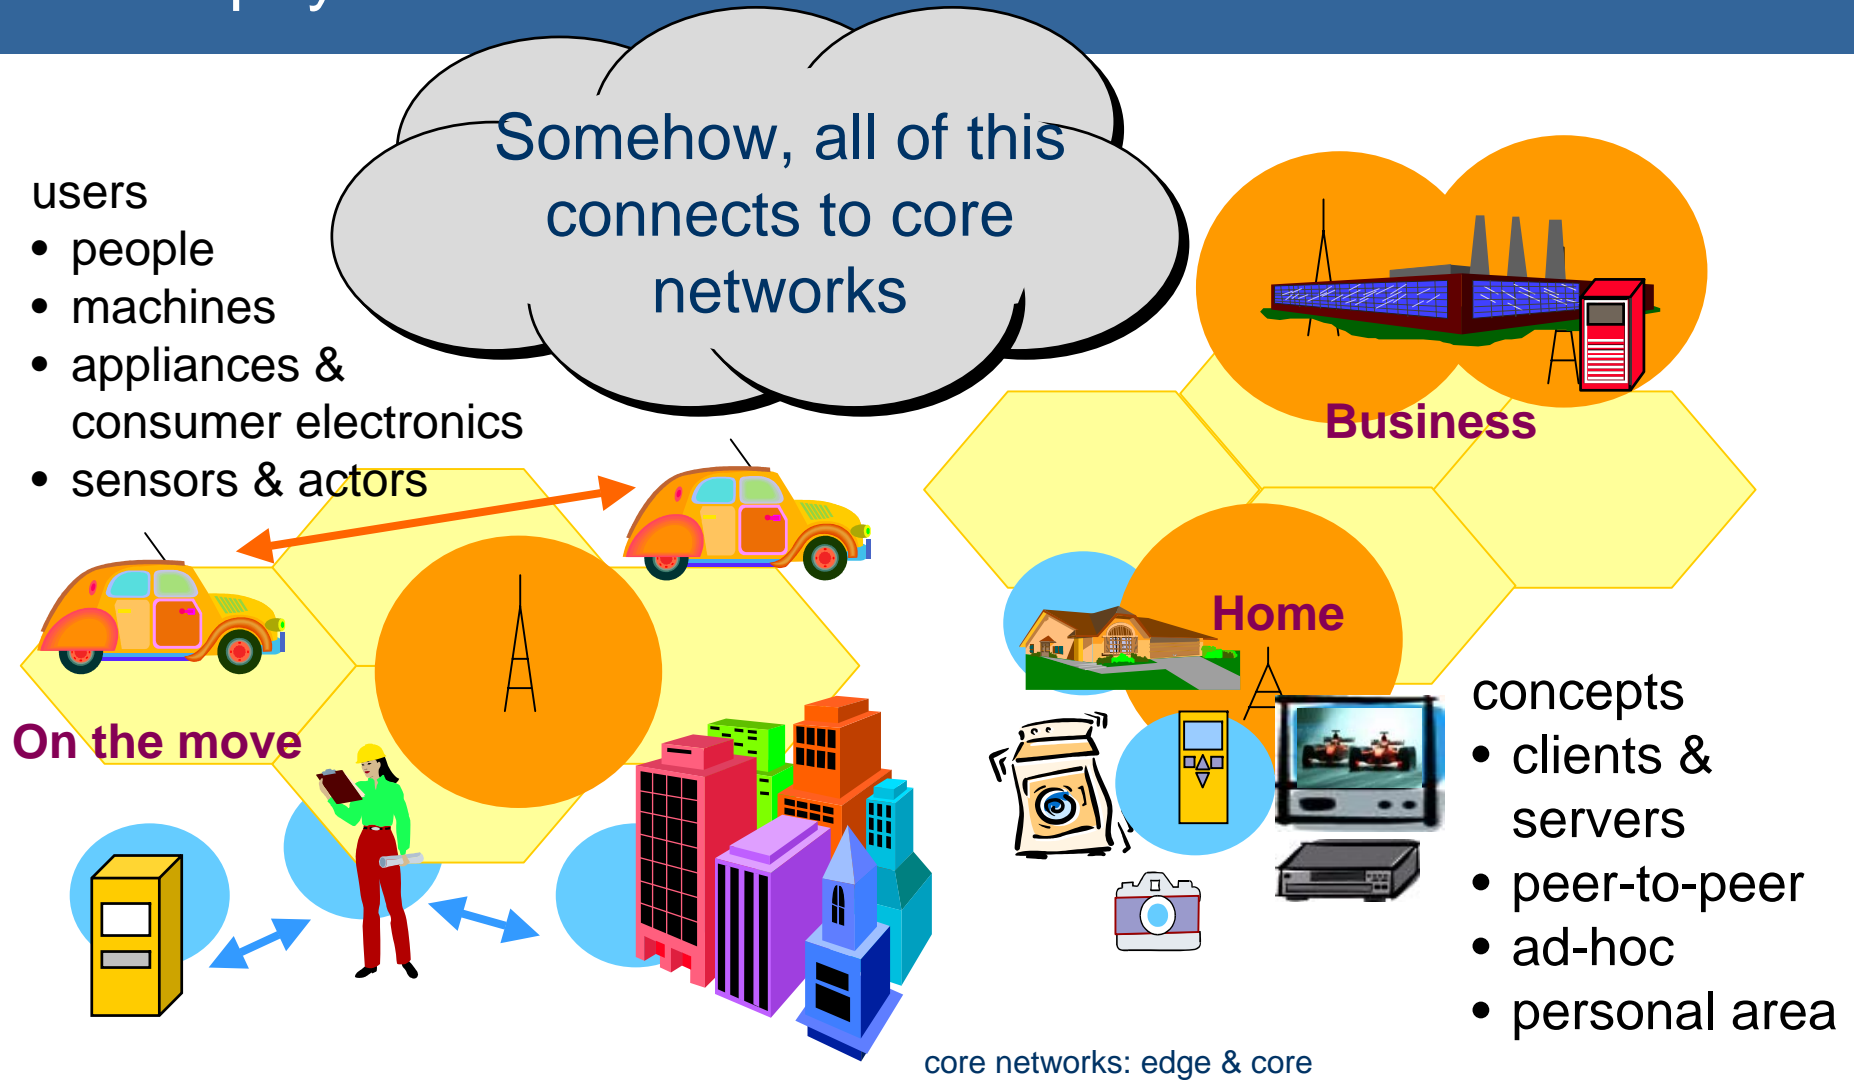 Somehow, all of this
connects to core
networks
users
• people
• machines
• appliances &
consumer electronics
• sensors & actors
Business
Home
On the move
concepts
• clients &
servers
• peer-to-peer
• ad-hoc
• personal area
core networks: edge & core